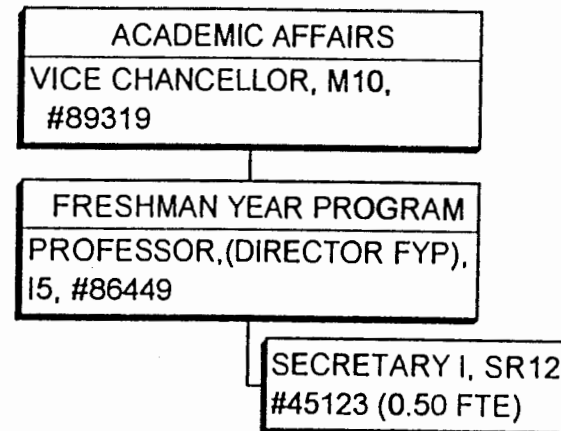 ACADEMIC AFFAIRS
VICE CHANCELLOR, M10,
#89319
FRESHMAN YEAR PROGRAM
PROFESSOR,(DIRECTOR FYP),
I5, #86449
SECRETARY I, SR12
#45123 (0.50 FTE)